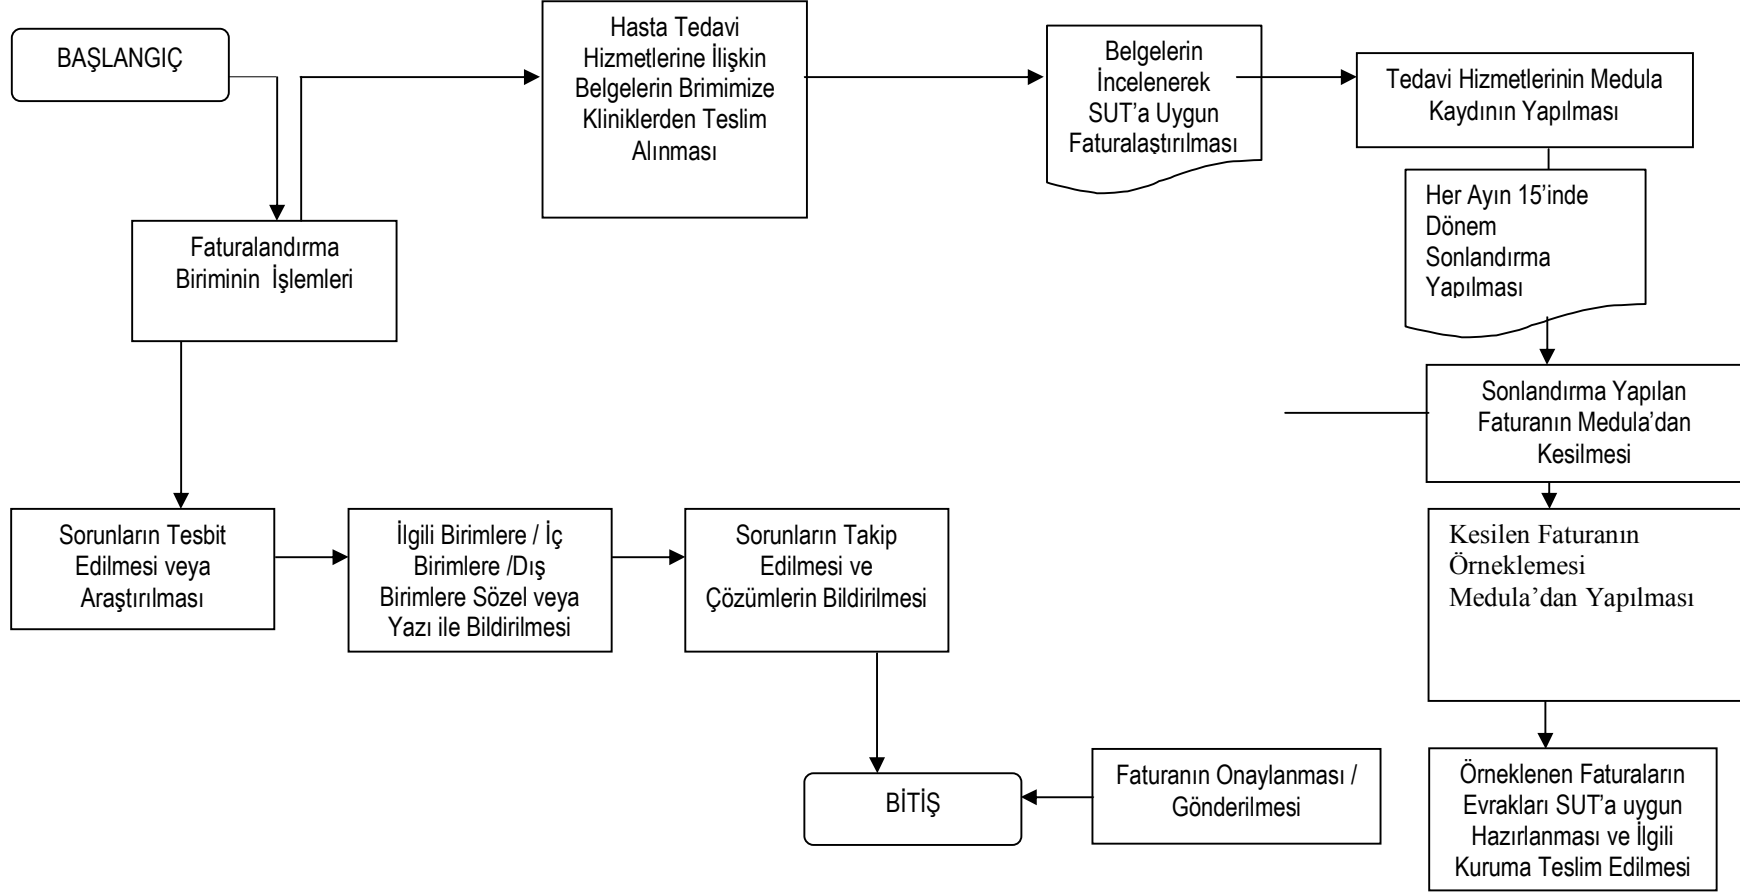 BAŞLANGIÇ
Hasta Tedavi
Hizmetlerine İlişkin
Belgelerin Brimimize
Kliniklerden Teslim
Alınması
Belgelerin
İncelenerek
SUT’a Uygun
Faturalaştırılması
Tedavi Hizmetlerinin Medula
Kaydının Yapılması
Faturalandırma
Biriminin İşlemleri
Her Ayın 15’inde
Dönem
Sonlandırma
Yapılması
Sonlandırma Yapılan
Faturanın Medula’dan
Kesilmesi
Sorunların Tesbit
Edilmesi veya
Araştırılması
İlgili Birimlere / İç
Birimlere /Dış
Birimlere Sözel veya
Yazı ile Bildirilmesi
Sorunların Takip
Edilmesi ve
Çözümlerin Bildirilmesi
Kesilen Faturanın
Örneklemesi
Medula’dan Yapılması
BİTİŞ
Faturanın Onaylanması /
Gönderilmesi
Örneklenen Faturaların
Evrakları SUT’a uygun
Hazırlanması ve İlgili
Kuruma Teslim Edilmesi